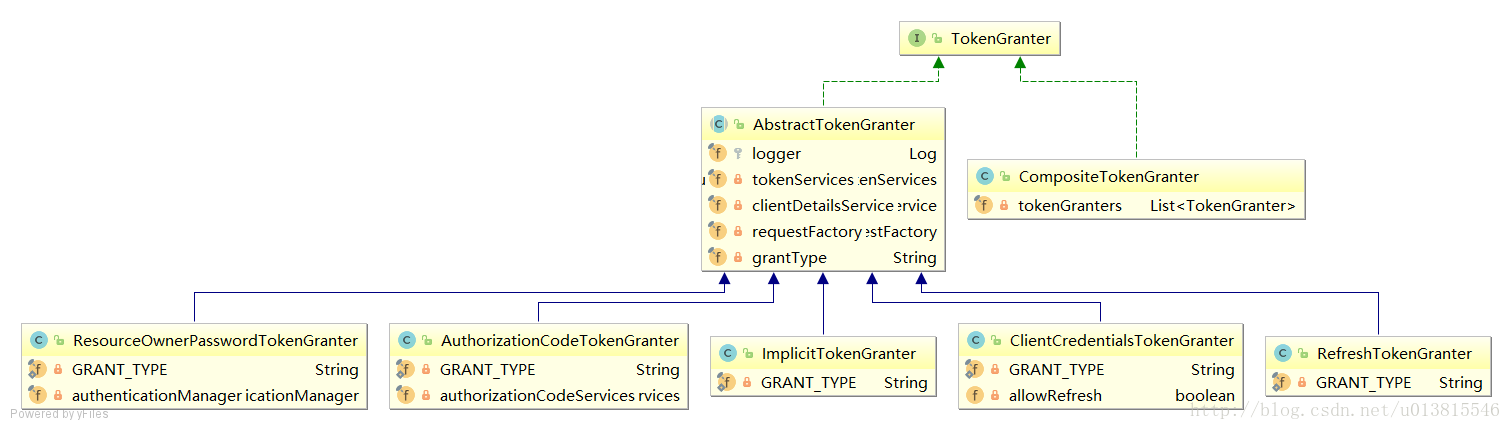 TokenGranter
AbstractTokenGranter
logger Log
tokenServices :enServices
clientDetailsService :rvice
requestFactory :estFactory
grantType String
CompositeTokenGranter
tokenGranters List<TokenGranter>
ResourceOwnerPasswordTokenGranter
GRANT_TYPE String
authenticationManager icationManager
AuthorizationCodeTokenGranter
GRANT_TYPE String
authorizationCodeServices rvices
ImplicitTokenGranter
GRANT_TYPE String
ClientCredentialsTokenGranter
GRANT_TYPE String
allowRefresh boolean
RefreshTokenGranter
GRANT_TYPE String
Powered by yFiles
http://blog.csdn.net/u013815546